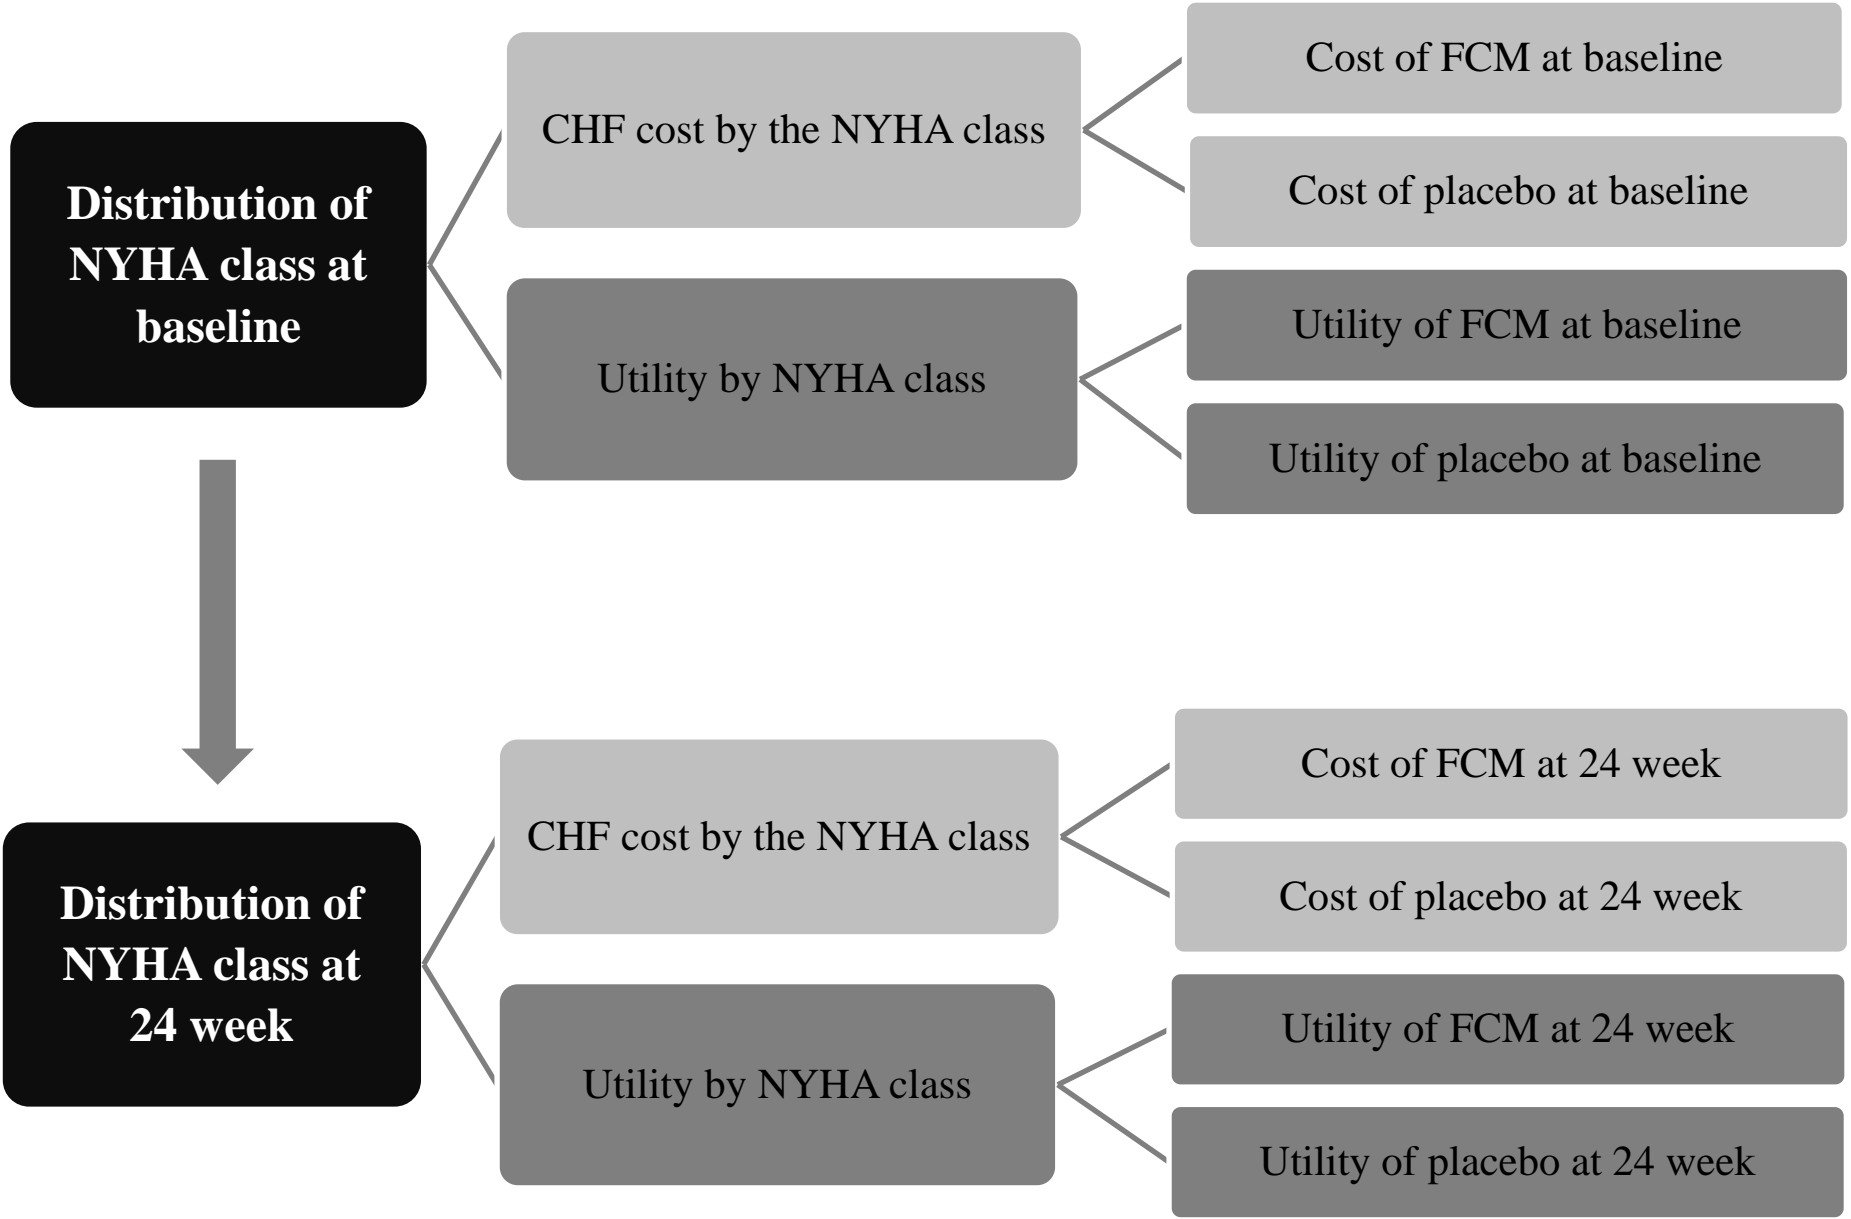 Distribution of
NYHA class at
baseline
CHF cost by the NYHA class
Cost of FCM at baseline
Cost of placebo at baseline
Utility by NYHA class
Utility of FCM at baseline
Utility of placebo at baseline
Distribution of
NYHA class at
24 week
CHF cost by the NYHA class
Cost of FCM at 24 week
Cost of placebo at 24 week
Utility by NYHA class
Utility of FCM at 24 week
Utility of placebo at 24 week